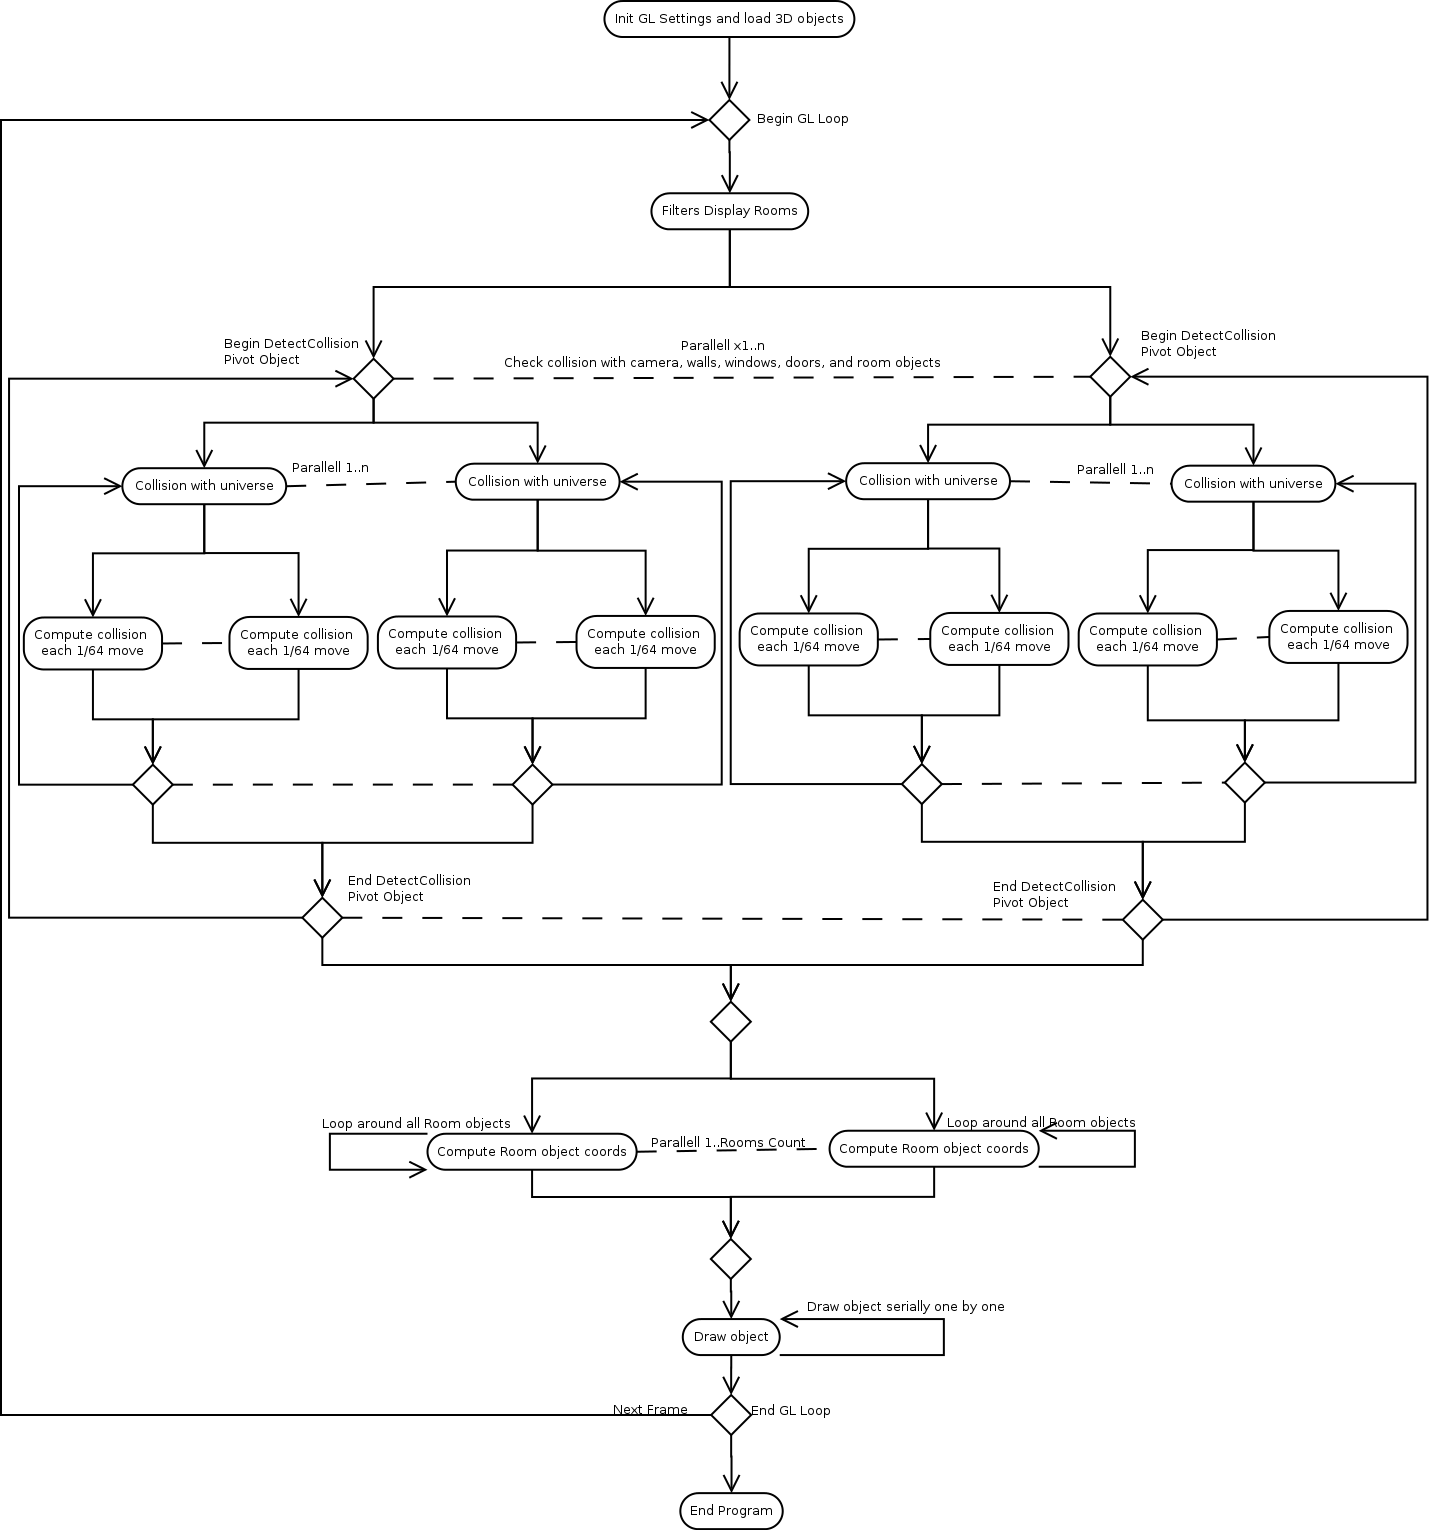 Init GL Settings and load 3D objects
Begin GL Loop
Filters Display Rooms
Begin DetectCollision
Pivot Object
Parallell x1..n
Check collision with camera, walls, windows, doors, and room objects
Begin DetectCollision
Pivot Object
Collision with universe
Parallell 1..n
Collision with universe
Collision with universe
Parallell 1..n
Collision with universe
Compute collision
each 1/64 move
Compute collision
each 1/64 move
Compute collision
each 1/64 move
Compute collision
each 1/64 move
Compute collision
each 1/64 move
Compute collision
each 1/64 move
Compute collision
each 1/64 move
Compute collision
each 1/64 move
End DetectCollision
Pivot Object
End DetectCollision
Pivot Object
Loop around all Room objects
Compute Room object coords
Parallell 1..Rooms Count
Loop around all Room objects
Compute Room object coords
Draw object serially one by one
Draw object
Next Frame
End GL Loop
End Program